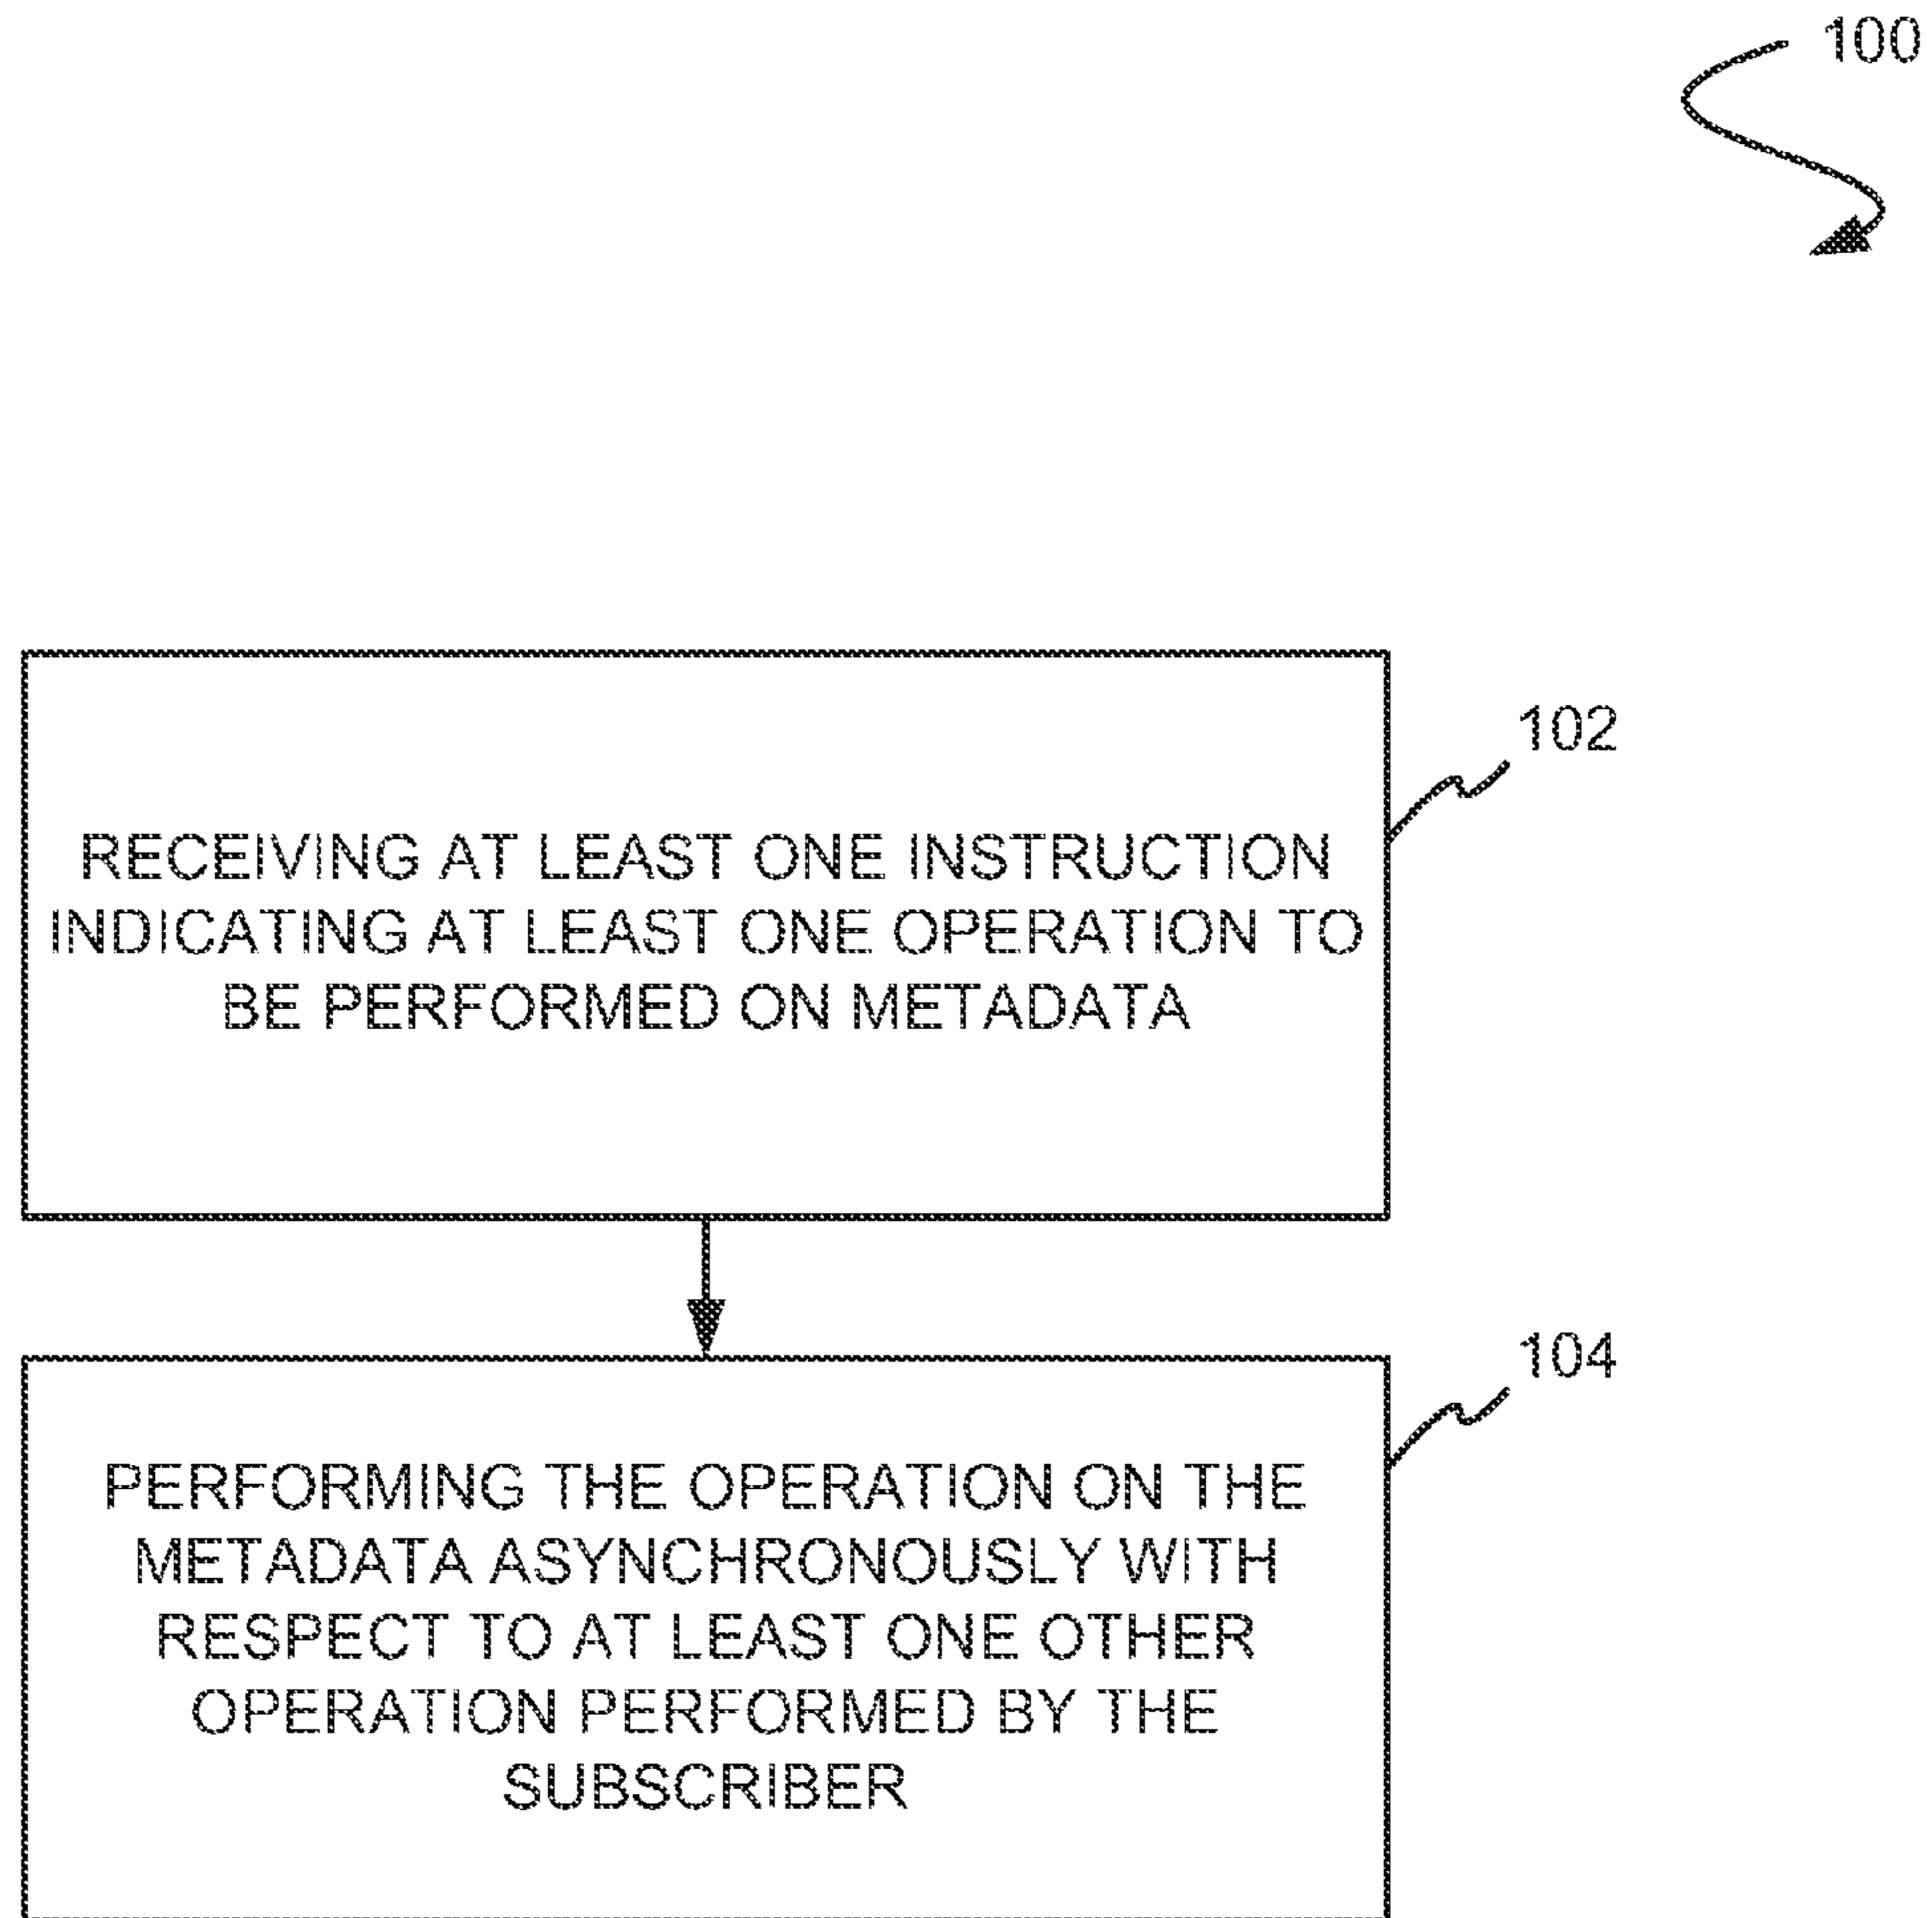 100
102
RECEIVING AT LEAST ONE INSTRUCTION
INDICATING AT LEAST ONE OPERATION TO
BE PERFORMED ON METADATA
104
PERFORMING THE OPERATION ON THE
METADATA ASYNCHRONOUSLY WITH
RESPECT TO AT LEAST ONE OTHER
OPERATION PERFORMED BY THE
SUBSCRIBER